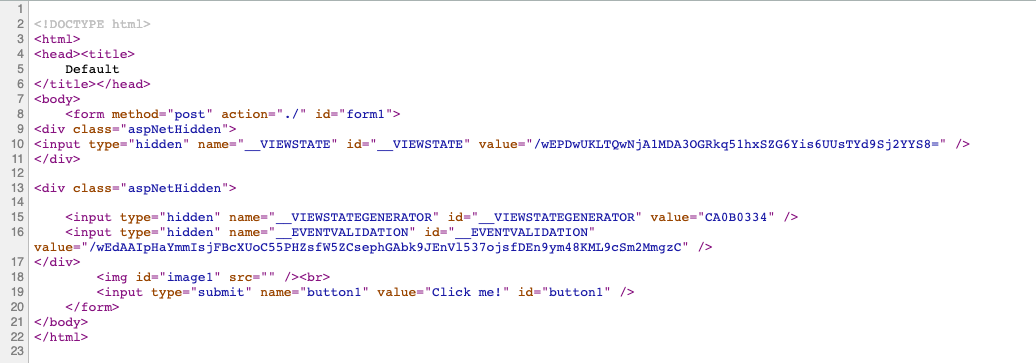 1
2 <!DOCTYPE html>
3 <html>
4 <head><title>
5 Default
6 </title></head>
7 <body>
8 <form method="post" action="./" id="form1">
9 <div class="aspNetHidden">
10 <input type="hidden" name="__VIEWSTATE" id="__VIEWSTATE" value="/wEPDwUKLTQwNjA1MDA3OGRkq51hxSZG6Yis6UUsTYd9Sj2YYS8=" />
11 </div>
12
13 <div class="aspNetHidden">
14
15 <input type="hidden" name="__VIEWSTATEGENERATOR" id="__VIEWSTATEGENERATOR" value="CA0B0334" />
16 <input type="hidden" name="__EVENTVALIDATION" id="__EVENTVALIDATION"
value="/wEdAAIpHaYmmIsjFBcXUoC55PHZsfW5ZCsephGAbk9JEnVl537ojsfDEn9ym48KML9cSm2MmgzC" />
17 </div>
18 <img id="image1" src="" /><br>
19 <input type="submit" name="button1" value="Click me!" id="button1" />
20 </form>
21 </body>
22 </html>
23